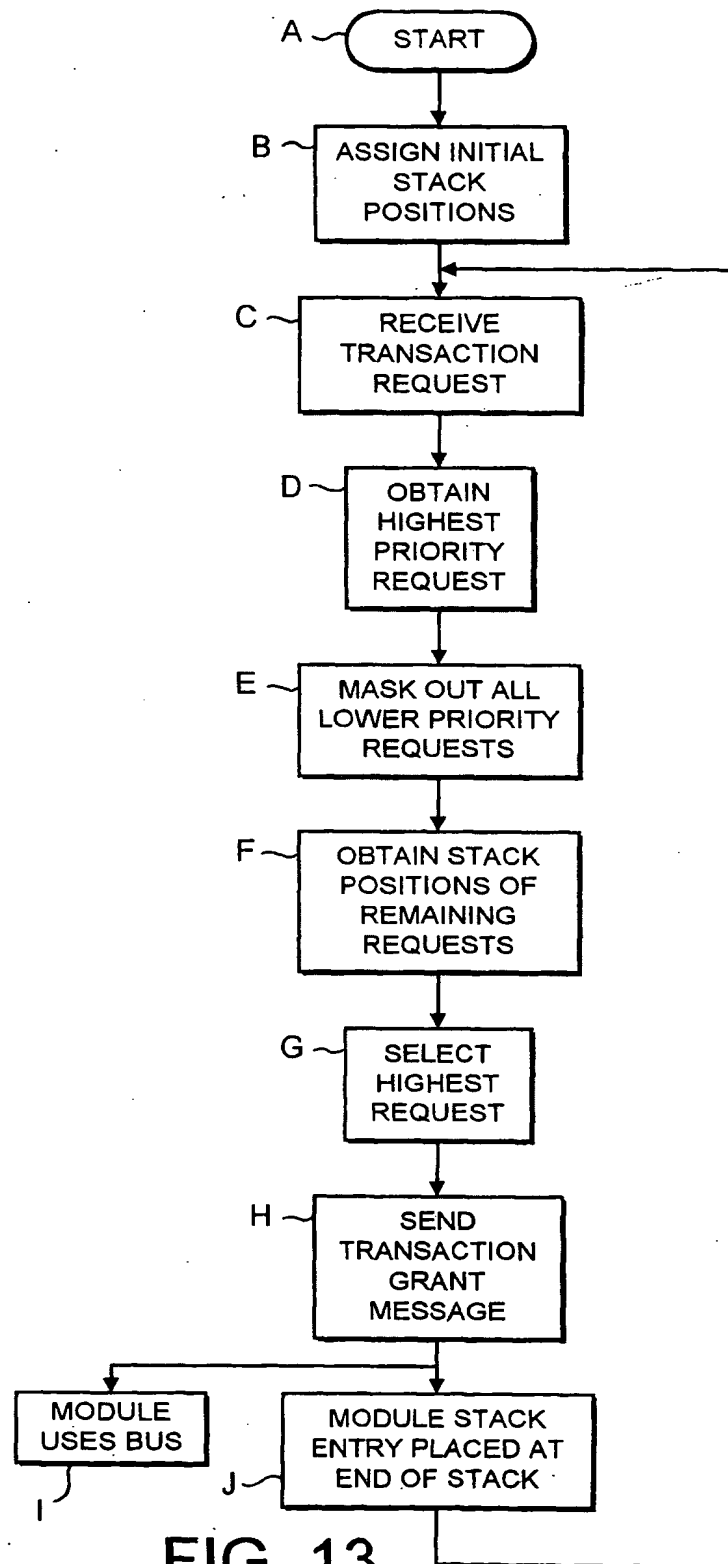 A
START
B
ASSIGN INITIAL
STACK
POSITIONS
C
RECEIVE
TRANSACTION
REQUEST
D
OBTAIN
HIGHEST
PRIORITY
REQUEST
E
MASK OUT ALL
LOWER PRIORITY
REQUESTS
F
OBTAIN STACK
POSITIONS OF
REMAINING
REQUESTS
G
SELECT
HIGHEST
REQUEST
H
SEND
TRANSACTION
GRANT
MESSAGE
MODULE
USES BUS
I
MODULE STACK
ENTRY PLACED AT
END OF STACK
J
FIG. 13